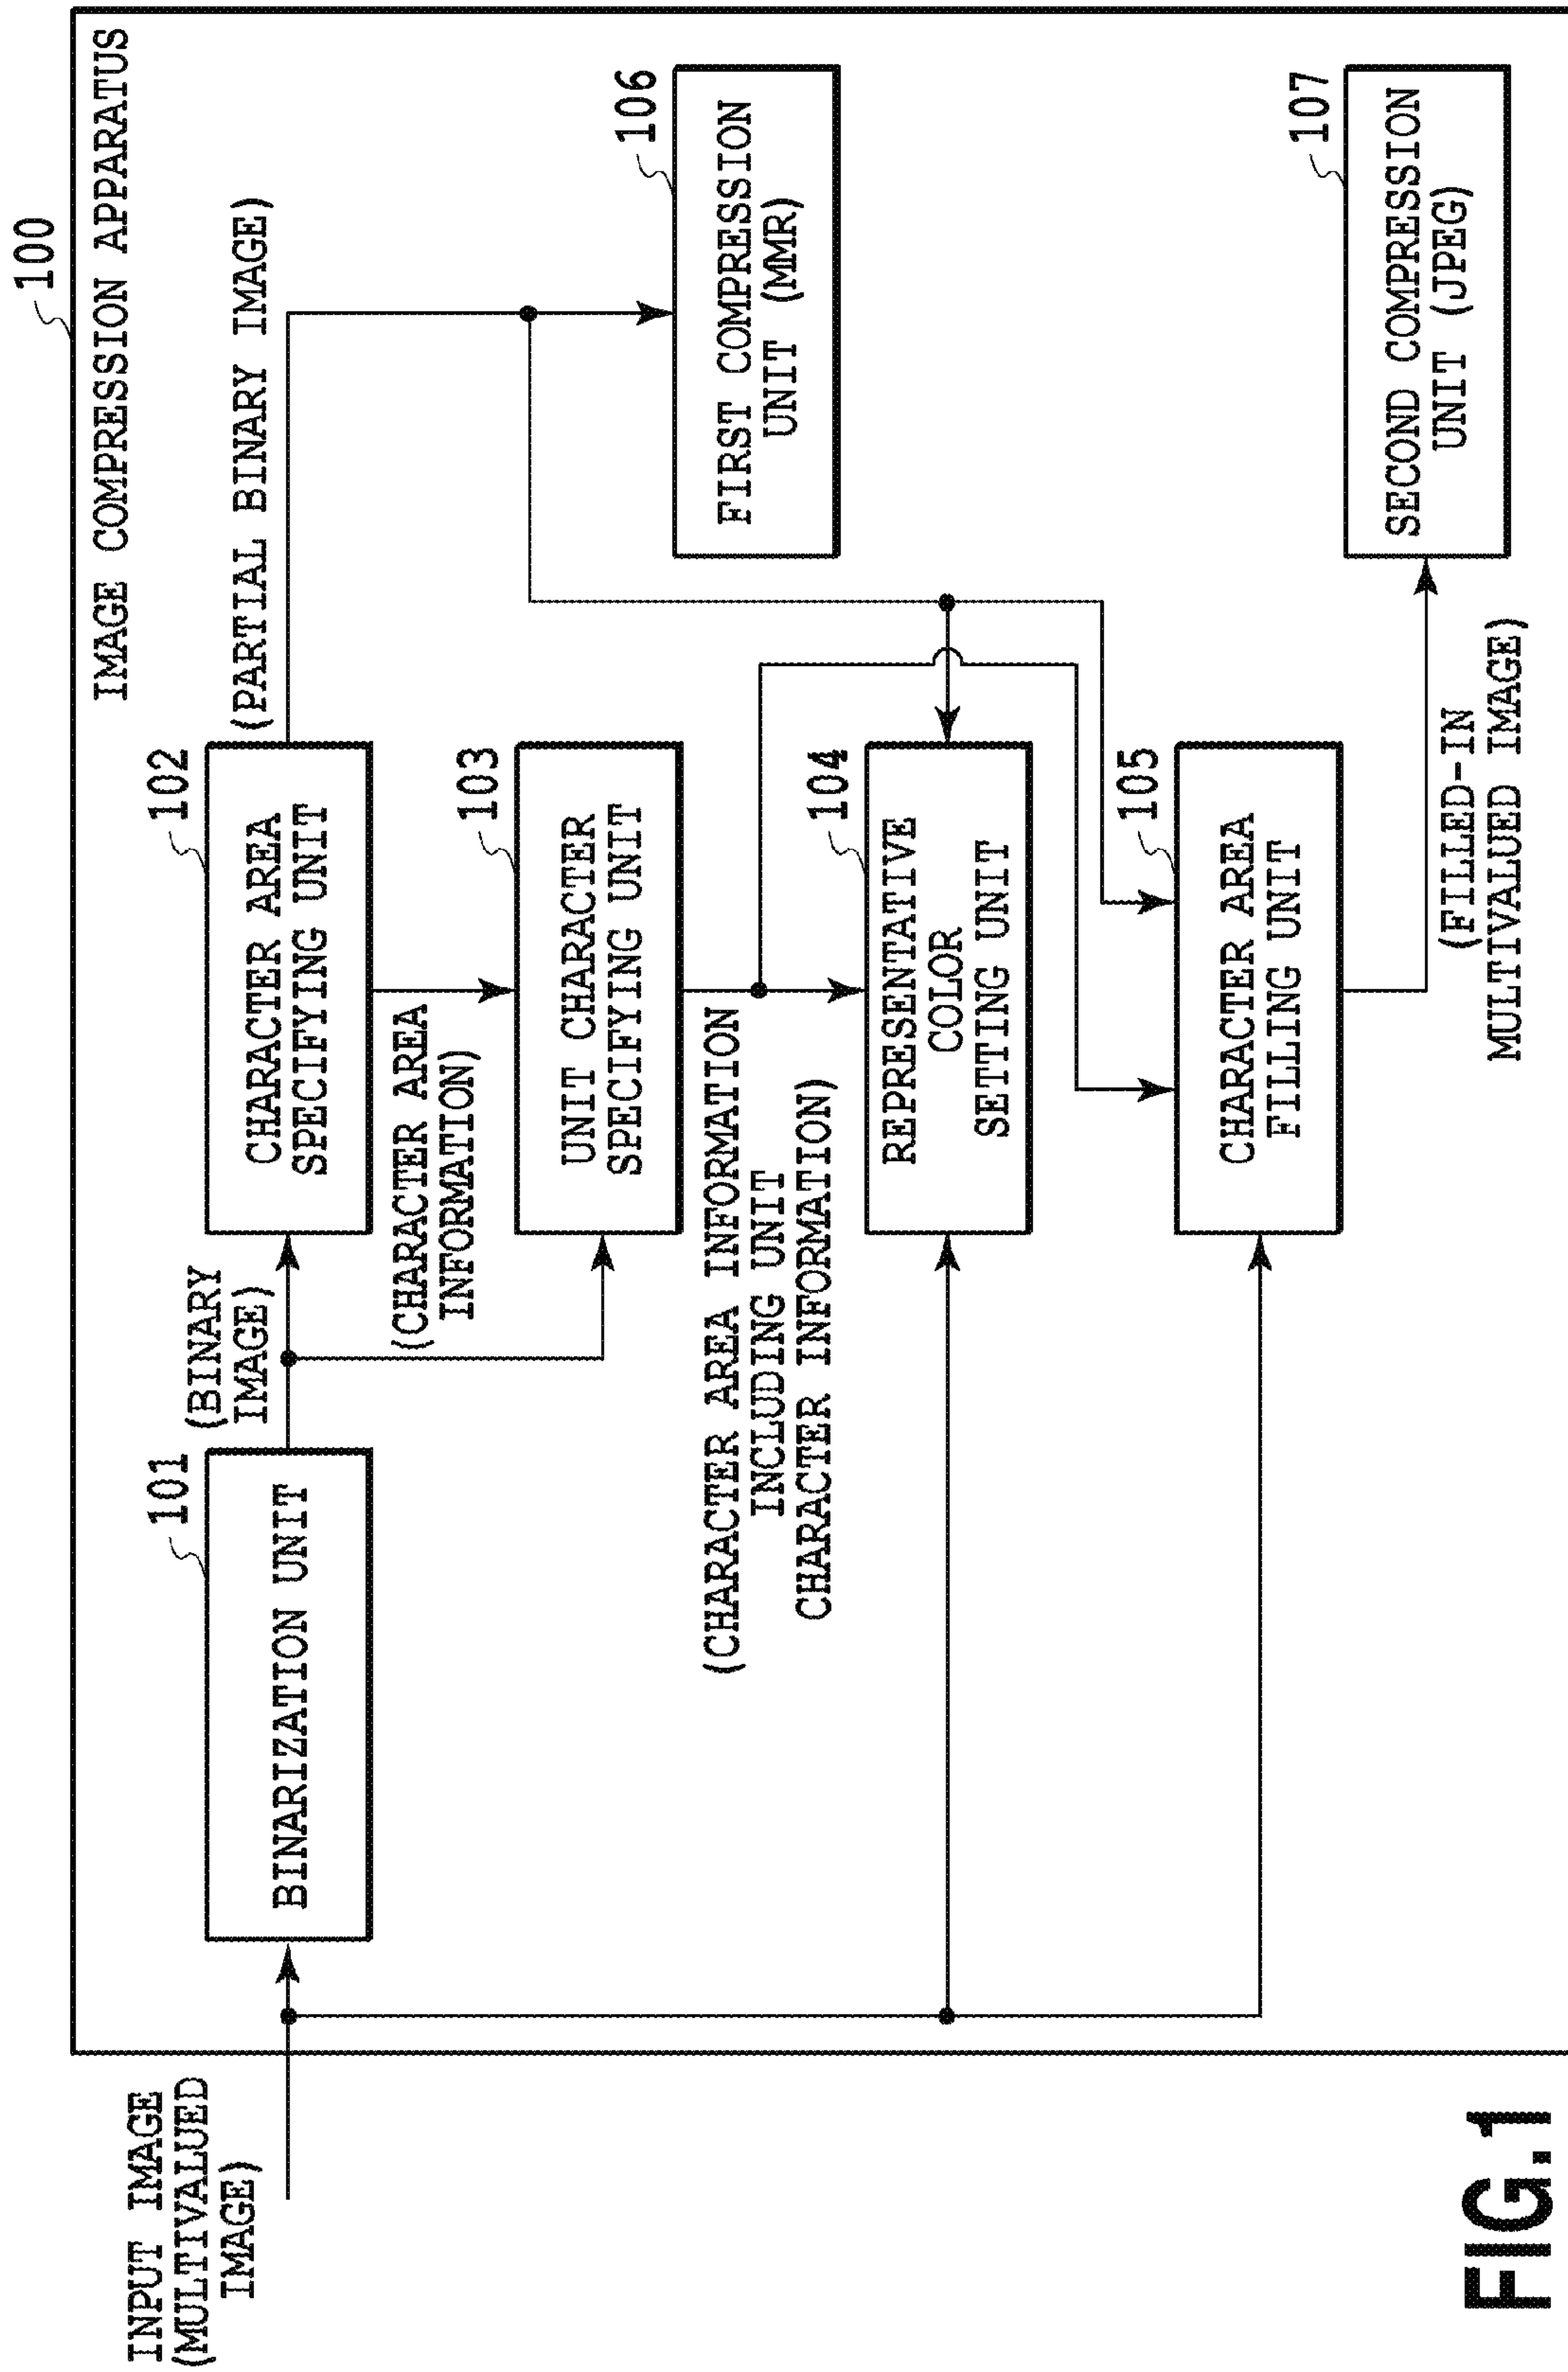 100
IMAGE COMPRESSION APPARATUS
INPUT IMAGE
(MULTIVALUED
IMAGE)
101
BINARIZATION UNIT
(BINARY
IMAGE)
102
CHARACTER AREA
SPECIFYING UNIT
(PARTIAL BINARY IMAGE)
(CHARACTER AREA
INFORMATION)
103
UNIT CHARACTER
SPECIFYING UNIT
106
FIRST COMPRESSION
UNIT (MMR)
(CHARACTER AREA INFORMATION
INCLUDING UNIT
CHARACTER INFORMATION)
104
REPRESENTATIVE
COLOR
SETTING UNIT
105
CHARACTER AREA
FILLING UNIT
107
SECOND COMPRESSION
UNIT (JPEG)
(FILLED-IN
MULTIVALUED IMAGE)
FIG.1